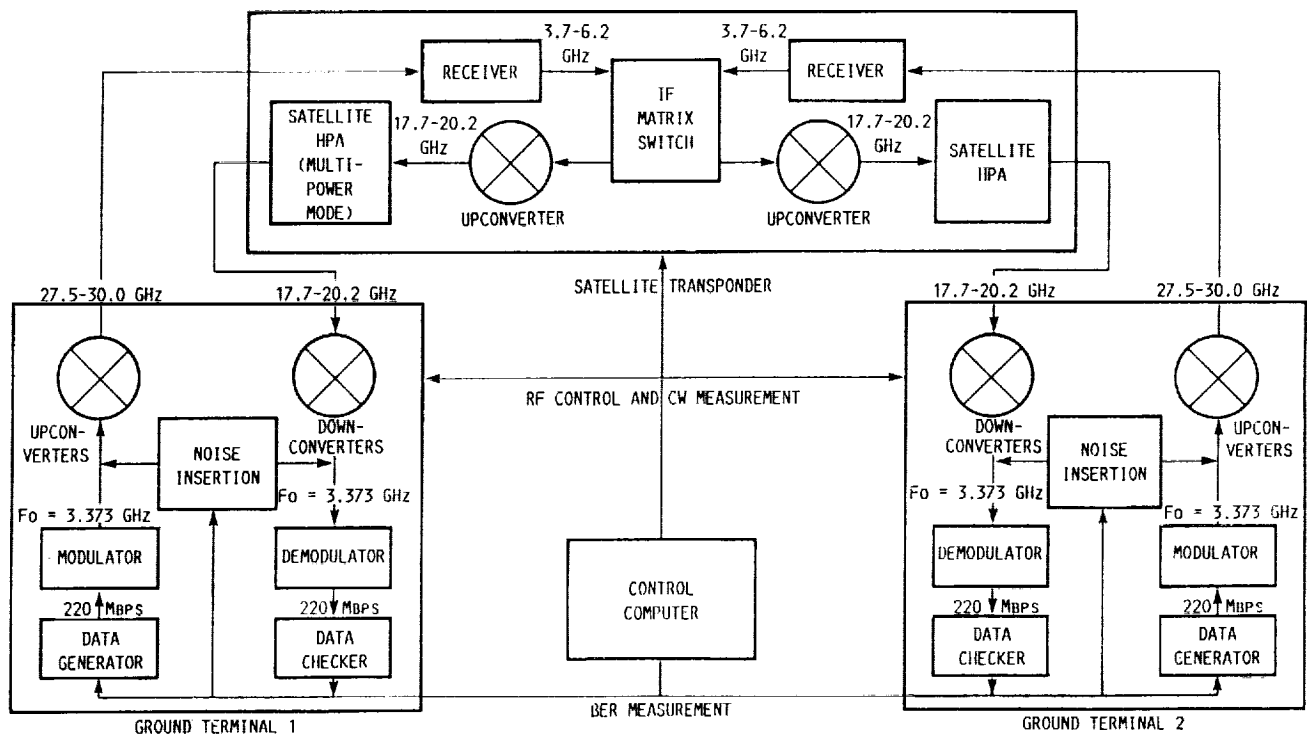 3.7-6.2
GHz
3.7-6.2
GHz
RECEIVER
RECEIVER
IF
MATRIX
SWITCH
SATELLITE
HPA
(MULTI-
POWER
MODE)
17.7-20.2
GHz
17.7-20.2
GHz
SATELLITE
HPA
UPCONVERTER
UPCONVERTER
SATELLITE TRANSPONDER
27.5-30.0 GHz
17.7-20.2 GHz
17.7-20.2 GHz
27.5-30.0 GHz
RF CONTROL AND CW MEASUREMENT
UPCON-
VERTERS
NOISE
INSERTION
DOWN-
CONVERTERS
Fo = 3.373 GHz
Fo = 3.373 GHz
MODULATOR
DEMODULATOR
220 MBPS
220 MBPS
DATA
GENERATOR
DATA
CHECKER
GROUND TERMINAL 1
CONTROL
COMPUTER
BER MEASUREMENT
DOWN-
CONVERTERS
NOISE
INSERTION
UPCON-
VERTERS
Fo = 3.373 GHz
Fo = 3.373 GHz
DEMODULATOR
MODULATOR
220 MBPS
220 MBPS
DATA
CHECKER
DATA
GENERATOR
GROUND TERMINAL 2